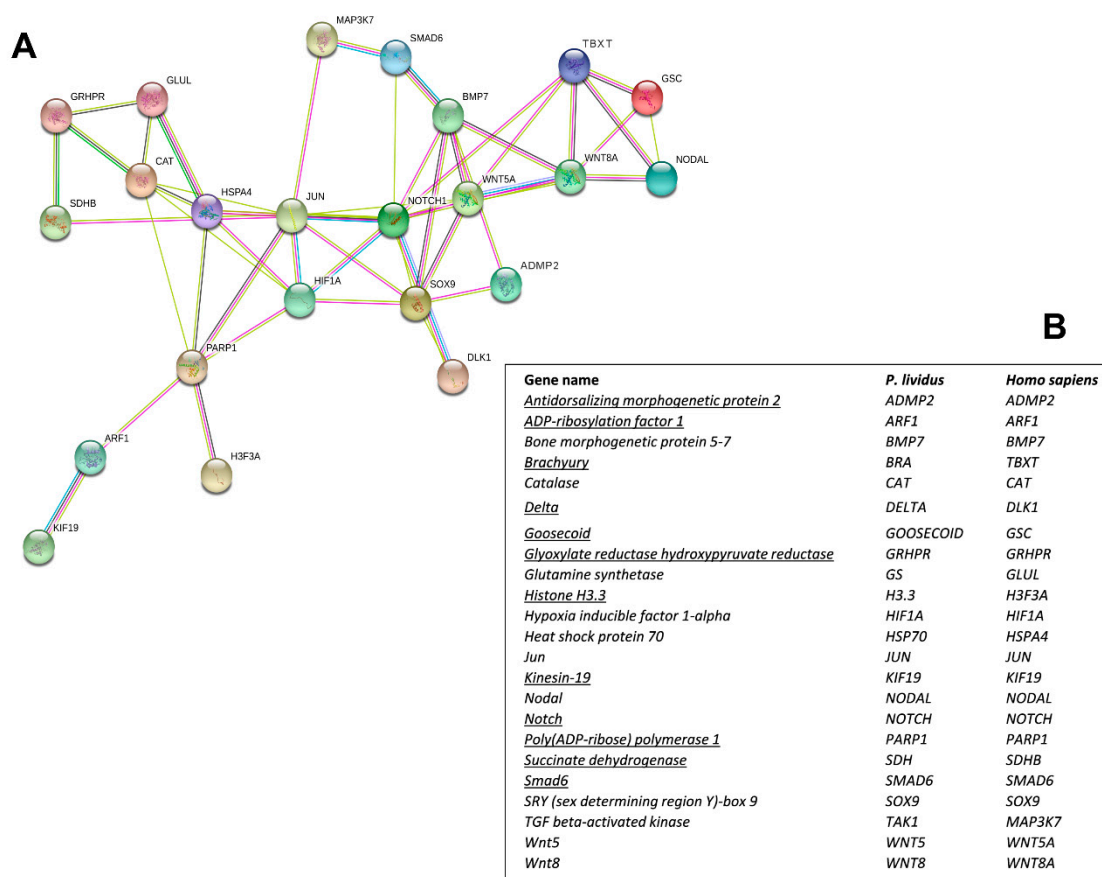 A
MAP3K7
SMAD6
TBXT
GSC
GLUL
GRHPR
BMP7
CAT
WNT8A
NODAL
HSPA4
JUN
NOTCH1
WNT5A
SDHB
HIF1A
SOX9
ADMP2
PARP1
DLK1
ARF1
H3F3A
KIF19
B
Gene name P. lividus Homo sapiens
Antidorsalizing morphogenetic protein 2 ADMP2 ADMP2
ADP-ribosylation factor 1 ARF1 ARF1
Bone morphogenetic protein 5-7 BMP7 BMP7
Brachyury BRA TBXT
Catalase CAT CAT
Delta DELTA DLK1
Goosecoid GOOSECOID GSC
Glyoxylate reductase hydroxypyruvate reductase GRHPR GRHPR
Glutamine synthetase GS GLUL
Histone H3.3 H3.3 H3F3A
Hypoxia inducible factor 1-alpha HIF1A HIF1A
Heat shock protein 70 HSP70 HSPA4
Jun JUN JUN
Kinesin-19 KIF19 KIF19
Nodal NODAL NODAL
Notch NOTCH NOTCH
Poly(ADP-ribose) polymerase 1 PARP1 PARP1
Succinate dehydrogenase SDH SDHB
Smad6 SMAD6 SMAD6
SRY (sex determining region Y)-box 9 SOX9 SOX9
TGF beta-activated kinase TAK1 MAP3K7
Wnt5 WNT5 WNT5A
Wnt8 WNT8 WNT8A